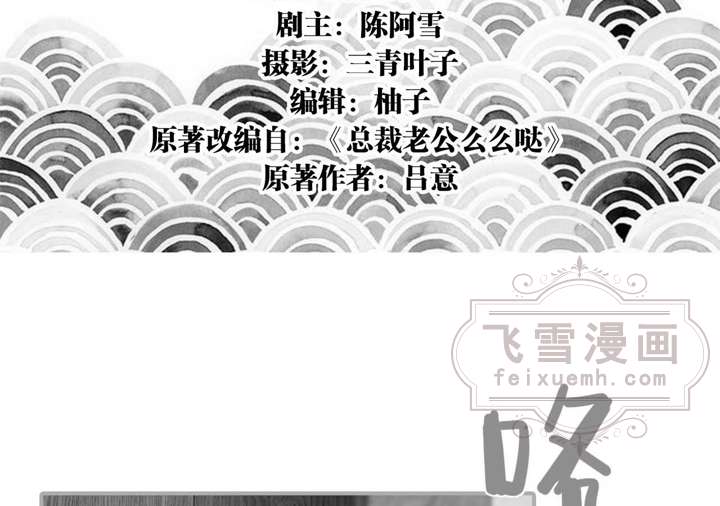 剧主：陈阿雪
摄影：三青叶子
编辑：柚子
原著改编自：《总裁老公么么哒》
原著作者：吕意
飞雪漫画
feixuemh.com
咯